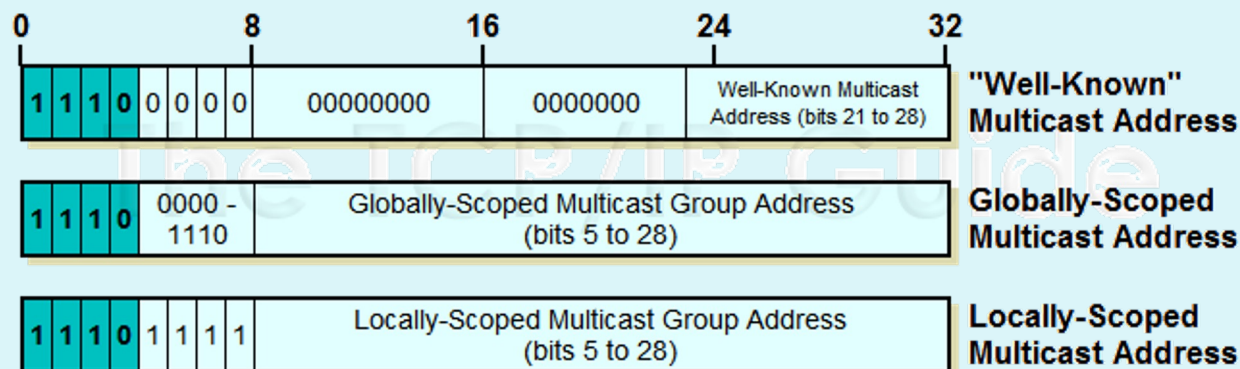 0 8 16 24 32
1 1 1 0 0 0 0 0 00000000 0000000 Well-Known Multicast
Address (bits 21 to 28)
"Well-Known"
Multicast Address
The TCP/IP Guide
1 1 1 0 0000 -
1110
Globally-Scoped Multicast Group Address
(bits 5 to 28)
Globally-Scoped
Multicast Address
1 1 1 0 1 1 1 1 Locally-Scoped Multicast Group Address
(bits 5 to 28)
Locally-Scoped
Multicast Address